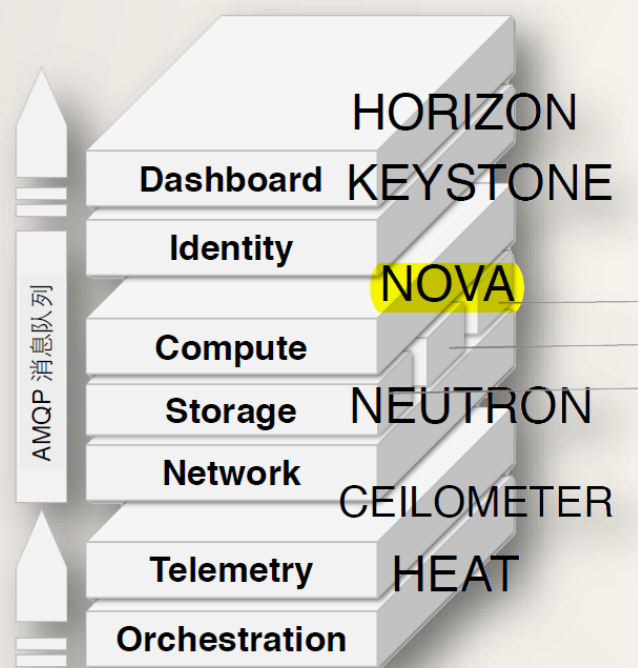 HORIZON
Dashboard KEYSTONE
Identity
NOVA
Compute
Storage NEUTRON
Network
CEILOMETER
Telemetry HEAT
Orchestration
AMQP 消息队列